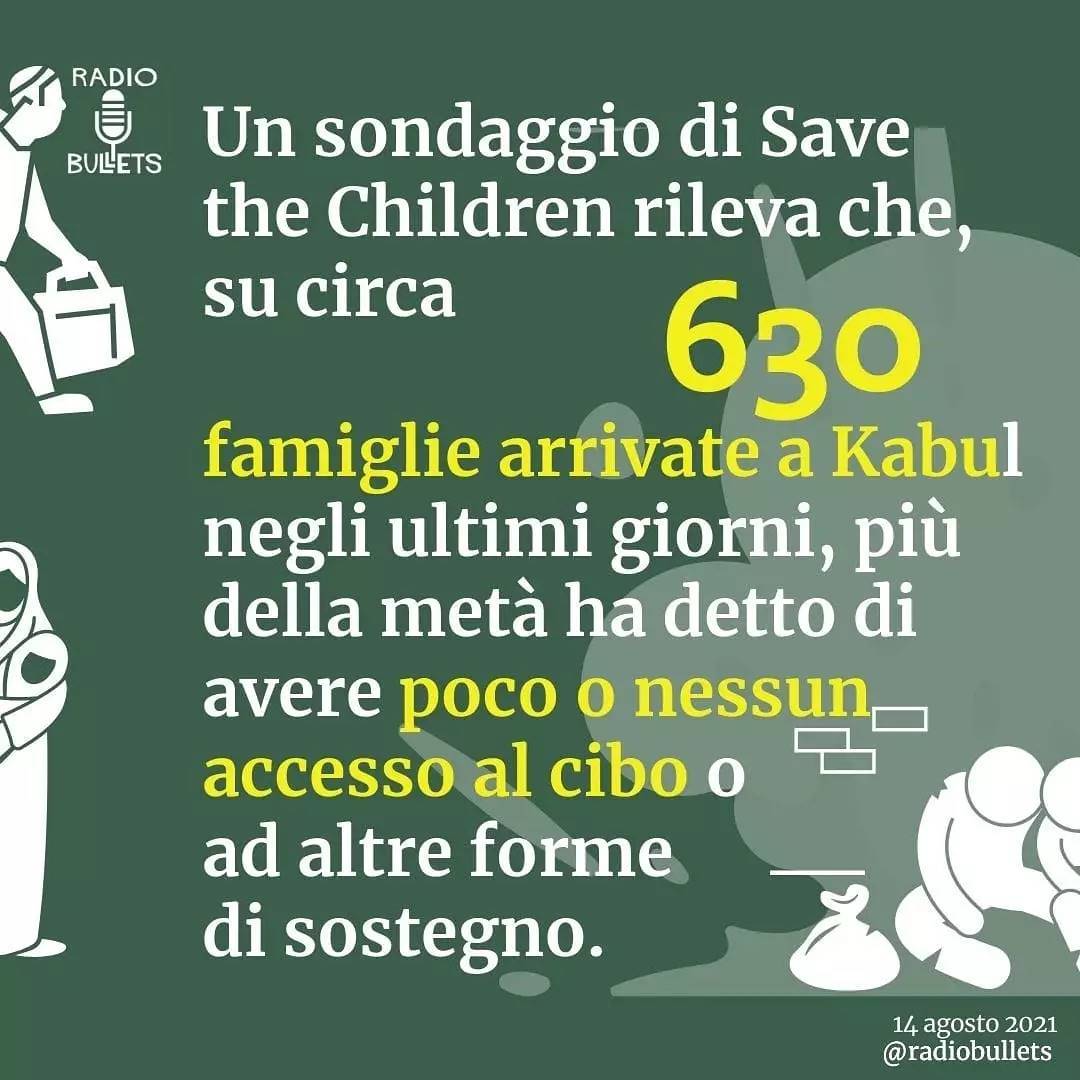 RADIO
BULLETS
Un sondaggio di Save
the Children rileva che,
su circa
630
famiglie arrivate a Kabul
negli ultimi giorni, più
della metà ha detto di
avere poco o nessun
accesso al cibo o
ad altre forme
di sostegno.
14 agosto 2021
@radiobullets